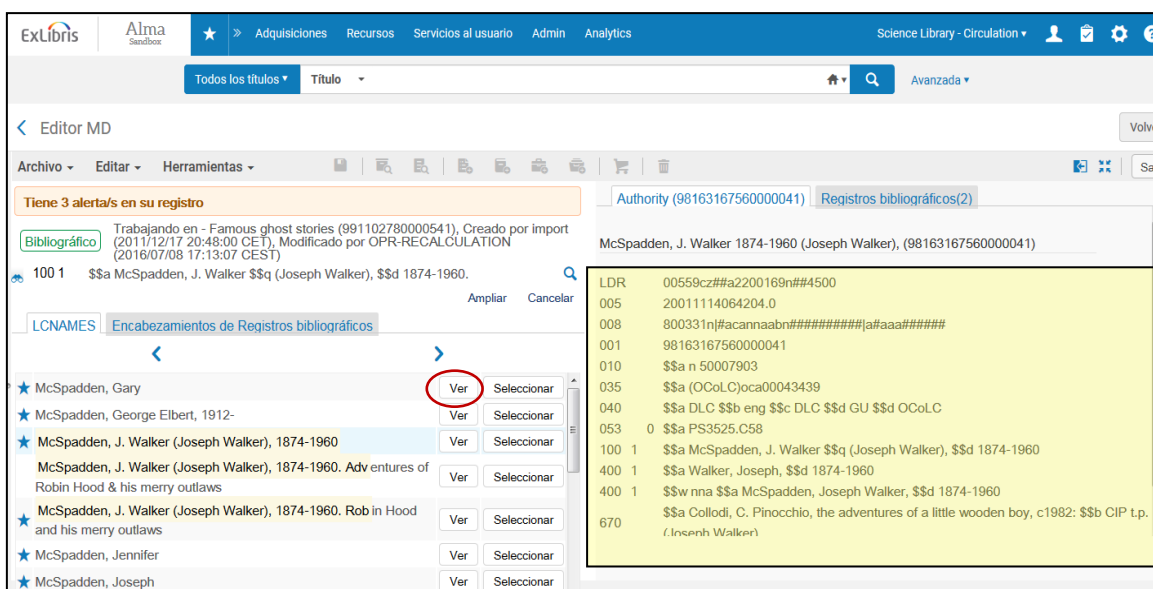 ExLibris
Alma
Sandbox
» Adquisiciones Recursos Servicios al usuario Admin Analytics
Science Library - Circulation
Todos los títulos
Título
Avanzada
Editor MD
Volve
Archivo Editar Herramientas
Sa
Tiene 3 alerta/s en su registro
Bibliográfico
Trabajando en - Famous ghost stories (991102780000541), Creado por import
(2011/12/17 20:48:00 CET), Modificado por OPR-RECALCULATION
(2016/07/08 17:13:07 CEST)
100 1 $$a McSpadden, J. Walker $$q (Joseph Walker), $$d 1874-1960.
Ampliar Cancelar
LCNAMES Encabezamientos de Registros bibliográficos
McSpadden, Gary Ver Seleccionar
McSpadden, George Elbert, 1912- Ver Seleccionar
McSpadden, J. Walker (Joseph Walker), 1874-1960 Ver Seleccionar
McSpadden, J. Walker (Joseph Walker), 1874-1960. Adventures of
Robin Hood & his merry outlaws
Ver Seleccionar
McSpadden, J. Walker (Joseph Walker), 1874-1960. Robin Hood
and his merry outlaws
Ver Seleccionar
McSpadden, Jennifer Ver Seleccionar
McSpadden, Joseph Ver Seleccionar
Authority (98163167560000041) Registros bibliográficos(2)
McSpadden, J. Walker 1874-1960 (Joseph Walker), (98163167560000041)
LDR 00559cz##a2200169n##4500
005 20011114064204.0
008 800331n|#acannaabn##########|a#aaa######
001 98163167560000041
010 $$a n 50007903
035 $$a (OCoLC)oca00043439
040 $$a DLC $$b eng $$c DLC $$d GU $$d OCoLC
053 0 $$a PS3525.C58
100 1 $$a McSpadden, J. Walker $$q (Joseph Walker), $$d 1874-1960
400 1 $$a Walker, Joseph, $$d 1874-1960
400 1 $$w nna $$a McSpadden, Joseph Walker, $$d 1874-1960
670 $$a Collodi, C. Pinocchio, the adventures of a little wooden boy, c1982: $$b CIP t.p.
(Joseph Walker)